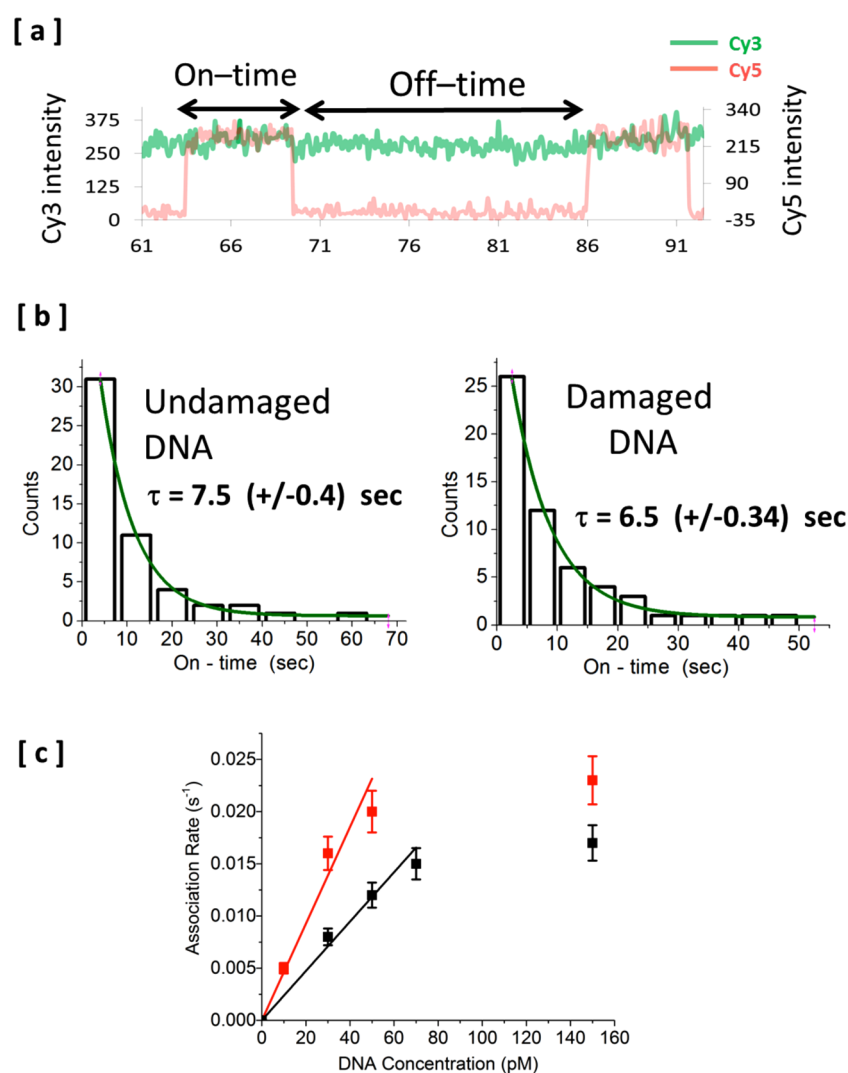 [ a ]
Cy3
Cy5
On–time
Off–time
Cy3 intensity
375
250
125
0
340
215
90
-35
Cy5 intensity
61 66 71 76 81 86 91
[ b ]
Counts
30
25
20
15
10
5
0
Undamaged
DNA
τ = 7.5 (+/-0.4) sec
0 10 20 30 40 50 60 70
On - time (sec)
Counts
25
20
15
10
5
0
Damaged
DNA
τ = 6.5 (+/-0.34) sec
0 10 20 30 40 50
On - time (sec)
[ c ]
Association Rate (s⁻¹)
0.025
0.020
0.015
0.010
0.005
0.000
0 20 40 60 80 100 120 140 160
DNA Concentration (pM)